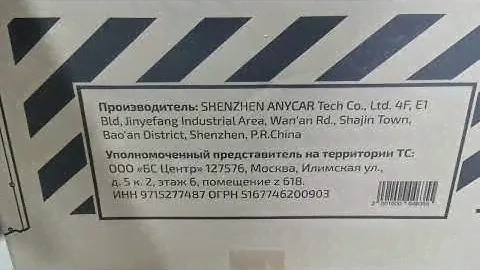 Производитель: SHENZHEN ANYCAR Tech Co., Ltd. 4F, E1
Bld, Jinyefang Industrial Area, Wan'an Rd., Shajin Town,
Bao'an District, Shenzhen, P.R.China
Уполномоченный представитель на территории ТС:
ООО «БС Центр» 127576, Москва, Илимская ул.,
д. 5 к. 2, этаж 6, помещение z 618.
ИНН 9715277487 ОГРН 5167746200903